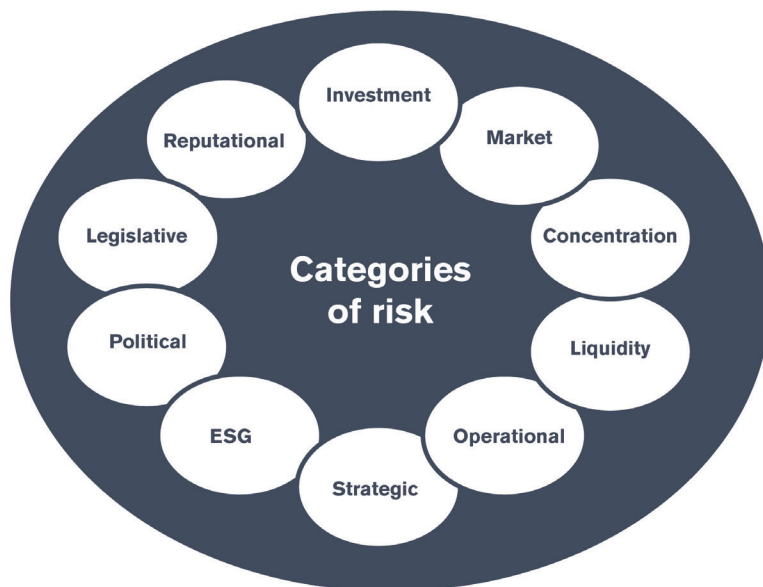 Categories
of risk
Investment
Market
Concentration
Liquidity
Operational
Strategic
ESG
Political
Legislative
Reputational